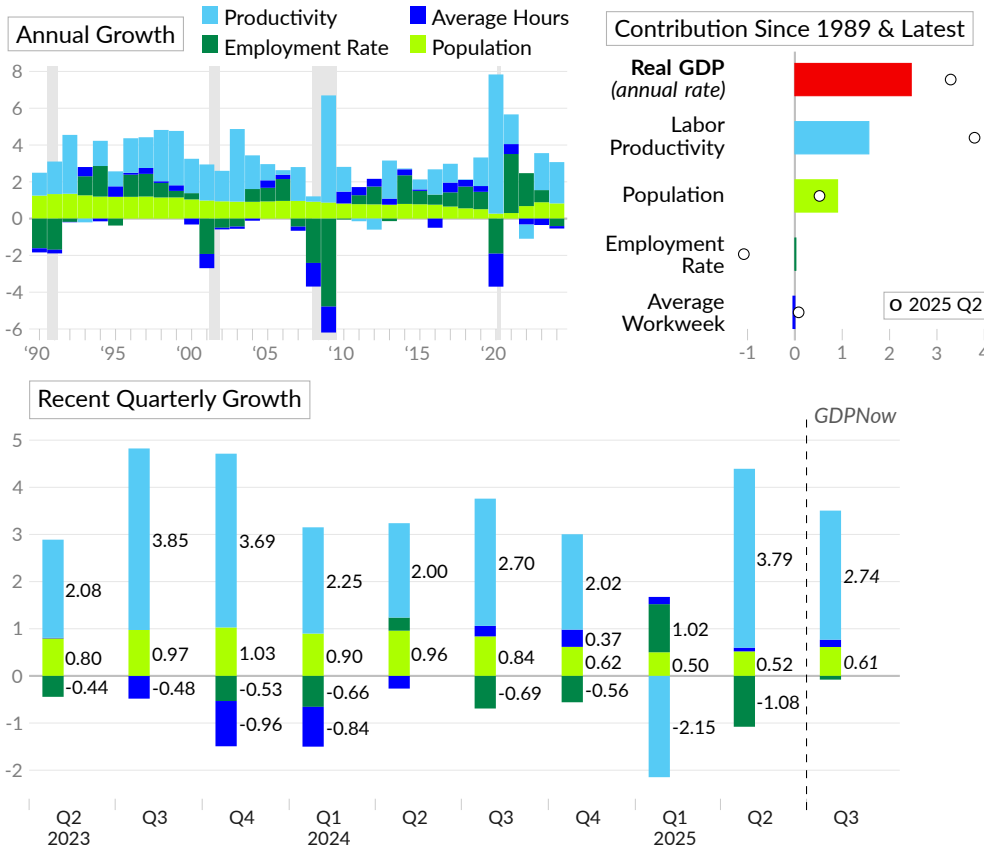 Annual Growth
Productivity
Average Hours
Employment Rate
Population
8
6
4
2
0
-2
-4
-6
'90
'95
'00
'05
'10
'15
'20
Contribution Since 1989 & Latest
Real GDP
(annual rate)
Labor
Productivity
Population
Employment
Rate
Average
Workweek
2025 Q2
-1
0
1
2
3
4
Recent Quarterly Growth
GDPNow
5
4
3
2
1
0
-1
-2
2.08
0.80
-0.44
3.85
0.97
-0.48
3.69
1.03
-0.53
-0.96
2.25
0.90
-0.66
-0.84
2.00
0.96
2.70
0.84
-0.69
2.02
0.37
0.62
-0.56
1.02
0.50
-2.15
3.79
0.52
-1.08
2.74
0.61
Q2
2023
Q3
Q4
Q1
2024
Q2
Q3
Q4
Q1
2025
Q2
Q3